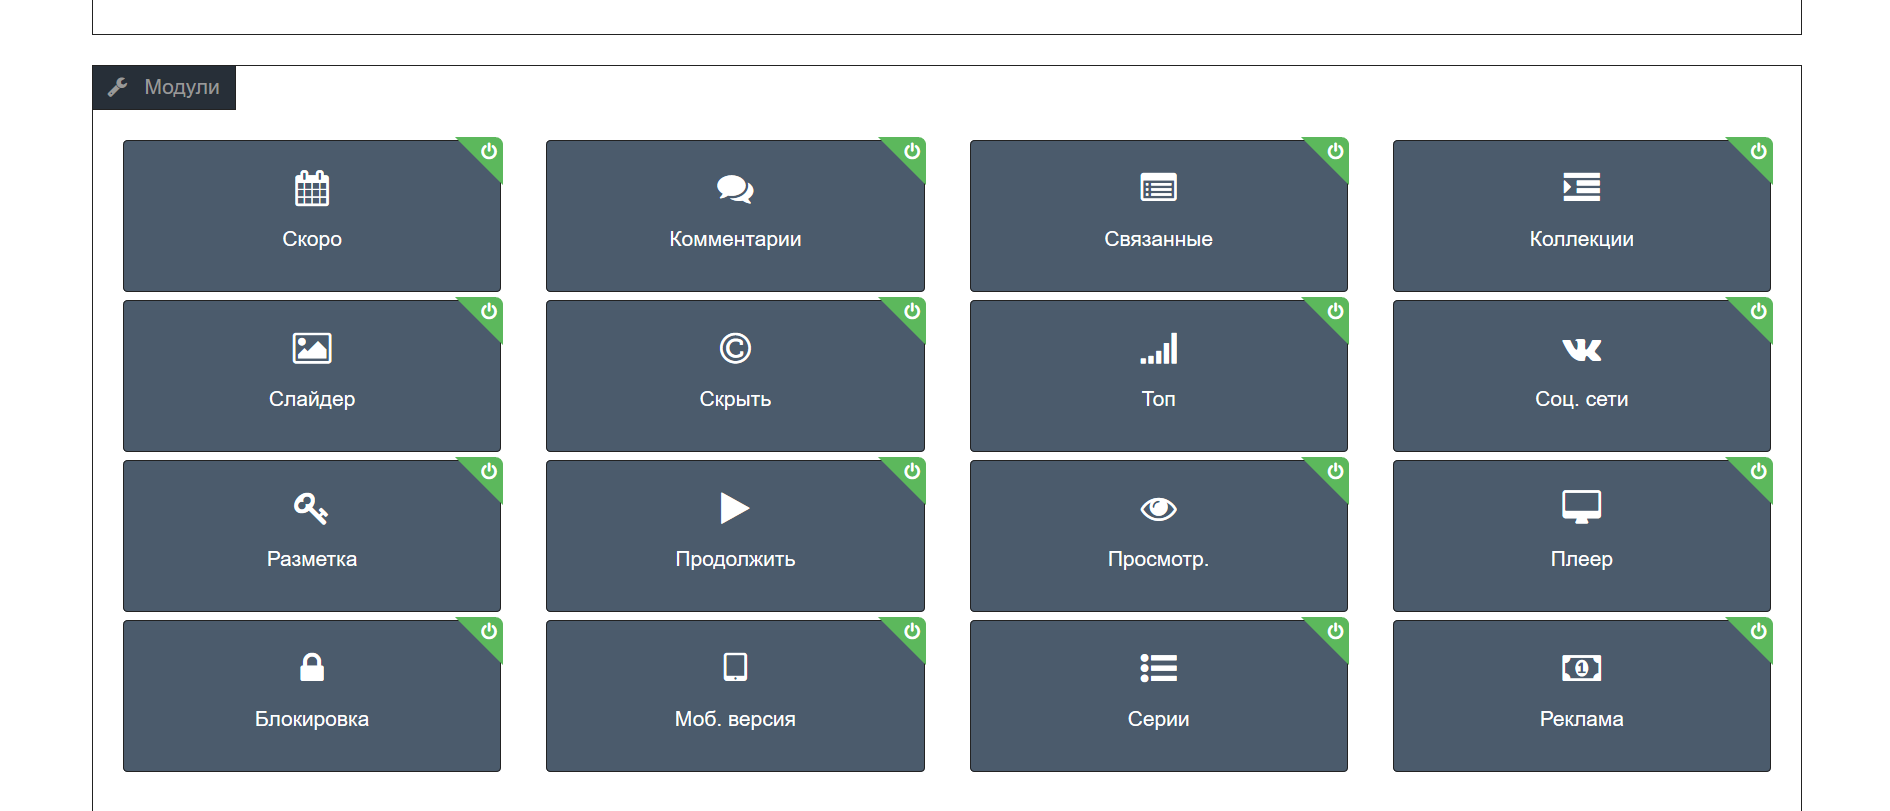 Модули
Скоро
Комментарии
Связанные
Коллекции
Слайдер
Скрыть
Топ
Соц. сети
Разметка
Продолжить
Просмотр.
Плеер
Блокировка
Моб. версия
Серии
Реклама